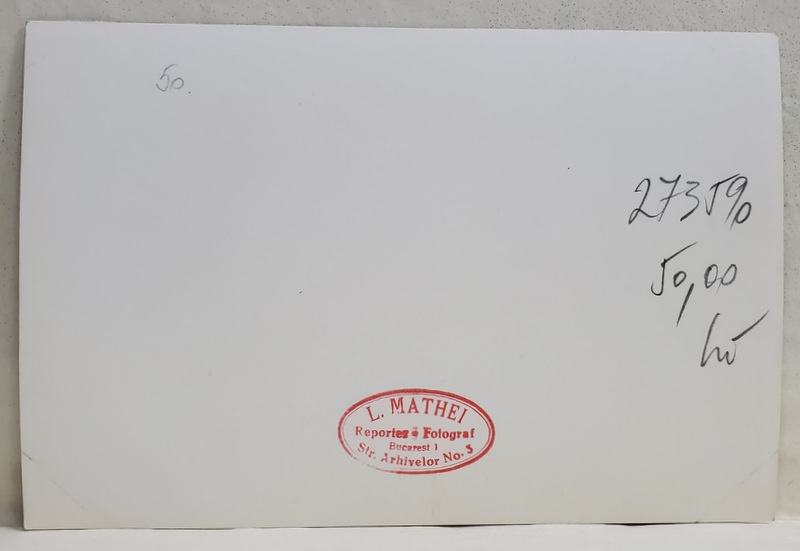 50.
27359/0
50,00
L. MATHEI
Reporter Fotograf
Bucarest 1
Str. Arhivelor No. 3